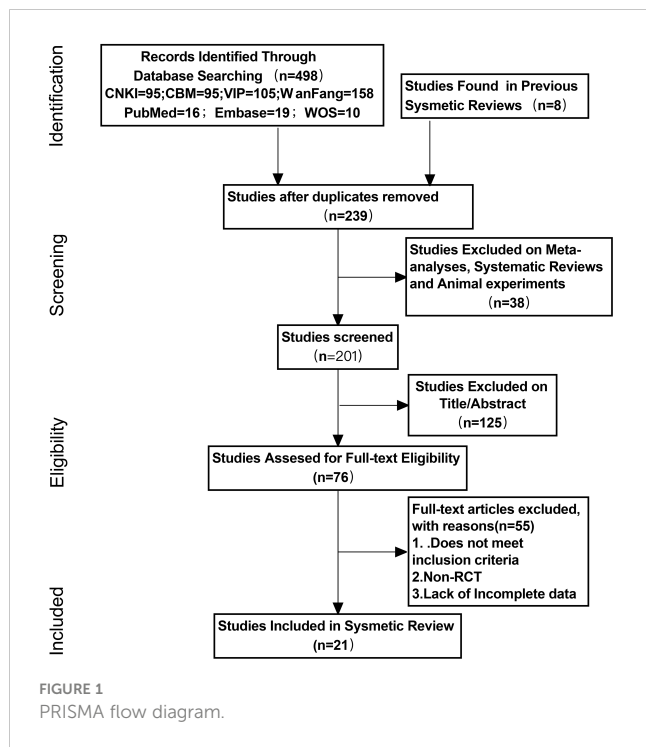 Identification
Records Identified Through
Database Searching （n=498）
CNKI=95;CBM=95;VIP=105;WanFang=158
PubMed=16； Embase=19；WOS=10
Studies Found in Previous
Sysmetic Reviews （n=8）
Studies after duplicates removed
（n=239）
Screening
Studies Excluded on Meta-
analyses, Systematic Reviews
and Animal experiments
（n=38）
Studies screened
（n=201）
Studies Excluded on
Title/Abstract
（n=125）
Eligibility
Studies Assesed for Full-text Eligibility
(n=76）
Full-text articles excluded,
with reasons(n=55)
1. .Does not meet
inclusion criteria
2.Non-RCT
3.Lack of Incomplete data
Included
Studies Included in Sysmetic Review
(n=21）
FIGURE 1
PRISMA flow diagram.